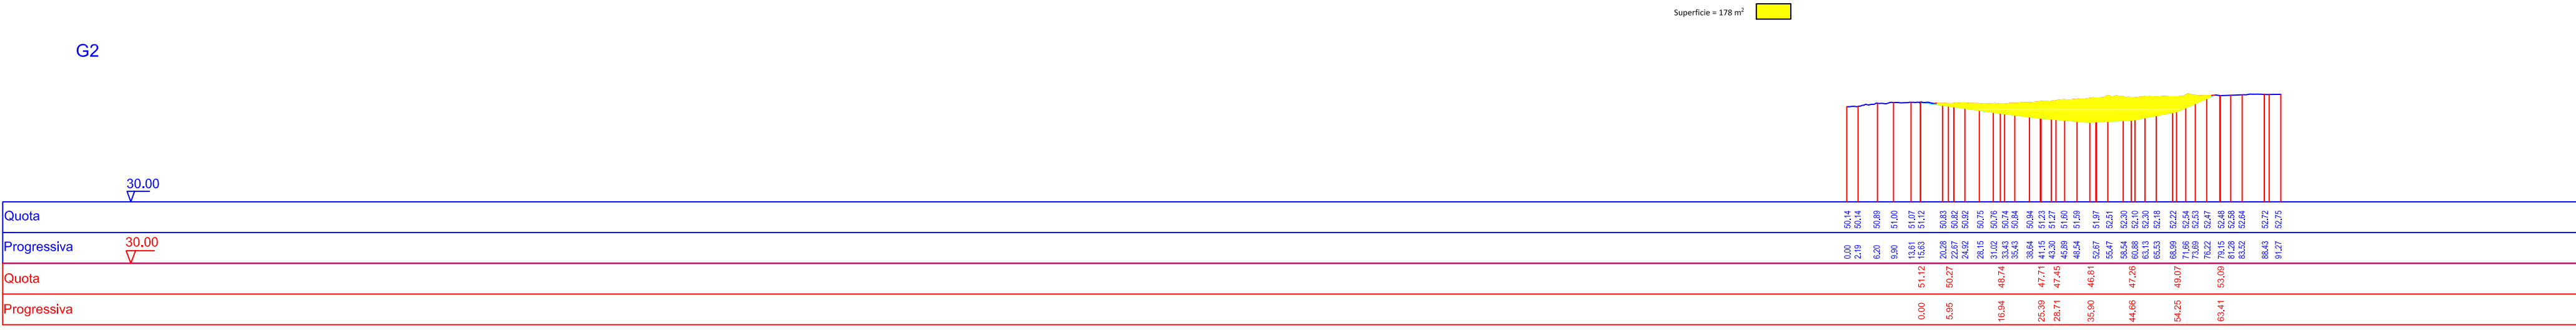 Superficie = 178 m²
G2
30.00
Quota 50,14 50,14 50,89 51,00 51,07 51,12 50,83 50,82 50,92 50,75 50,76 50,74 50,84 50,94 51,23 51,27 51,60 51,59 51,97 52,51 52,30 52,10 52,30 52,18 52,22 52,54 52,53 52,47 52,48 52,58 52,64 52,72 52,75
Progressiva 0,00 2,19 6,20 9,90 13,61 15,63 20,28 22,67 24,92 28,15 31,02 33,43 35,43 38,64 41,15 43,30 45,89 48,54 52,67 55,47 58,54 60,88 63,13 65,53 68,99 71,66 73,69 76,22 79,15 81,28 83,52 88,43 91,27
30.00
Quota 51.12 50.27 48.74 47.71 47.45 46.81 47.26 49.07 53.09
Progressiva 0.00 5.95 16.94 25.39 28.71 35.90 44.66 54.25 63.41